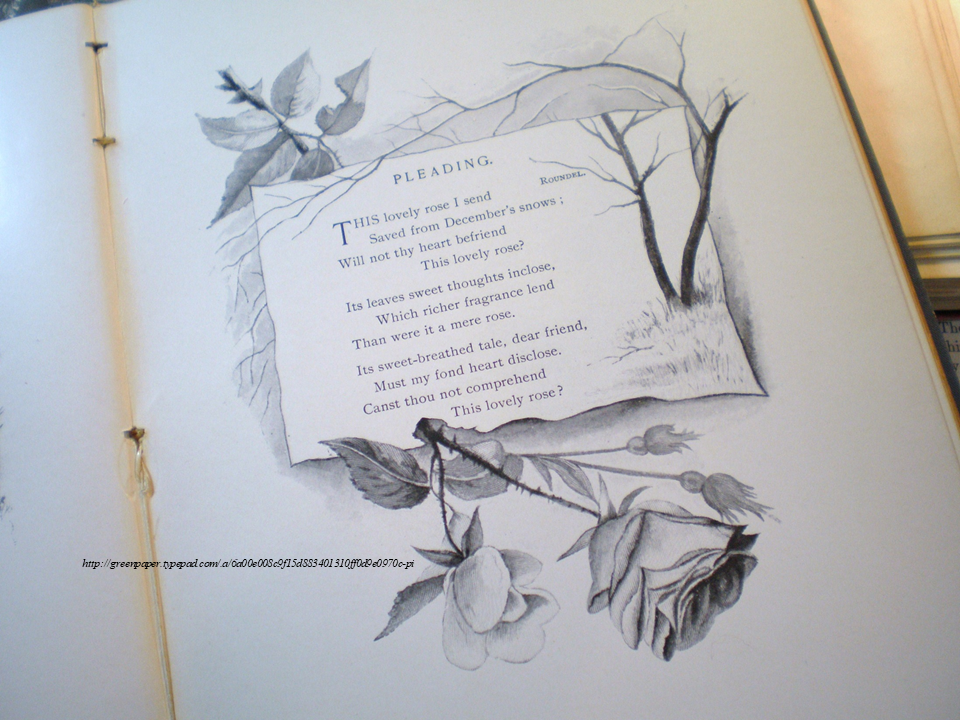 PLEADING.
ROUNDEL.
THIS lovely rose I send
Saved from December's snows ;
Will not thy heart befriend
This lovely rose?
Its leaves sweet thoughts inclose,
Which richer fragrance lend
Than were it a mere rose.
Its sweet-breathed tale, dear friend,
Must my fond heart disclose.
Canst thou not comprehend
This lovely rose?
http://greenpaper.typepad.com/.a/6a00e008c9f15d883401310ff0d9e0970c-pi